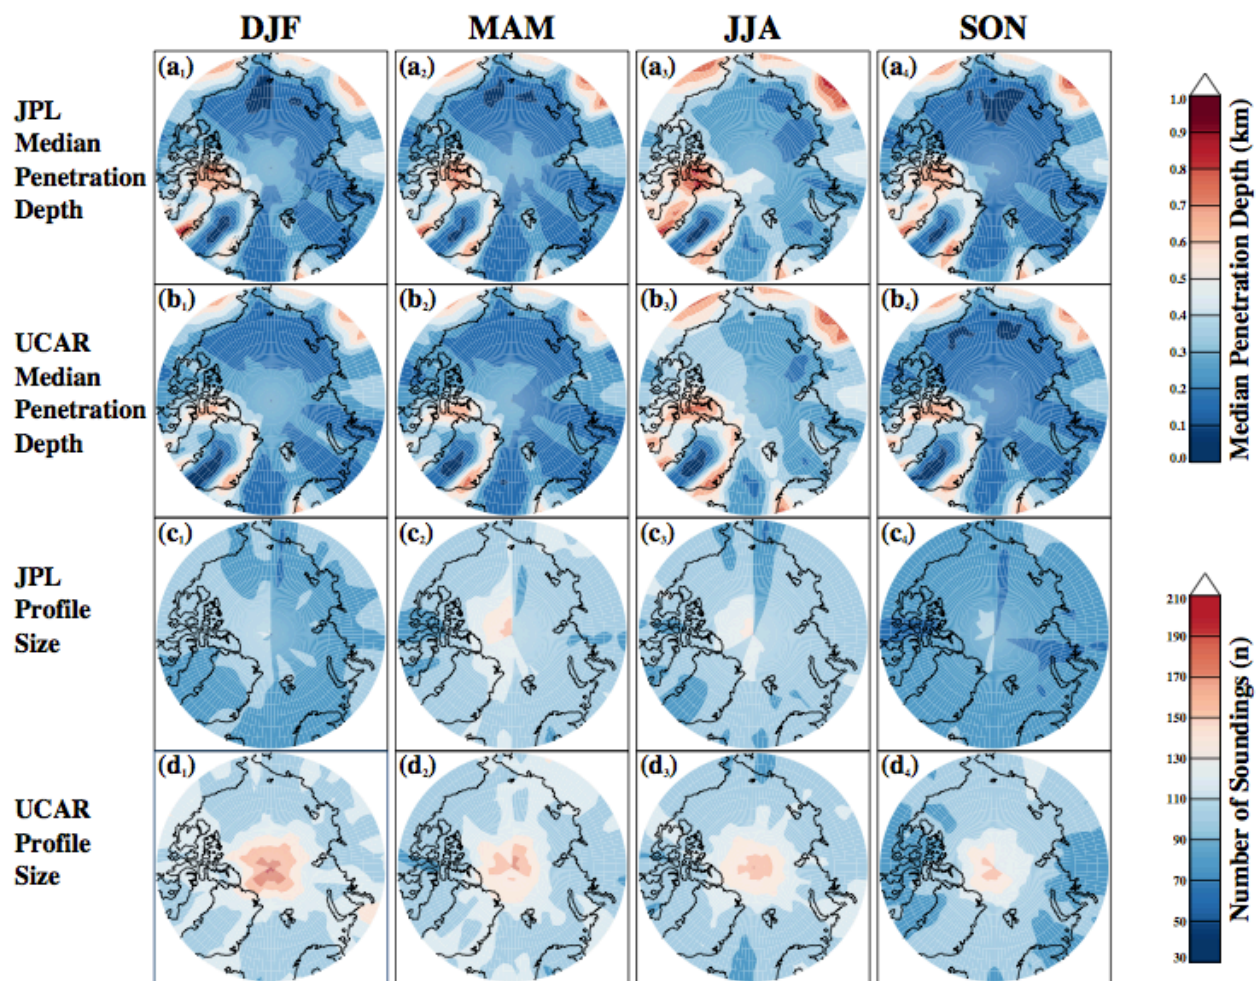 DJF MAM JJA SON
(a₁) (a₂) (a₃) (a₄)
JPL
Median
Penetration
Depth
(b₁) (b₂) (b₃) (b₄)
UCAR
Median
Penetration
Depth
(c₁) (c₂) (c₃) (c₄)
JPL
Profile
Size
(d₁) (d₂) (d₃) (d₄)
UCAR
Profile
Size
1.0
0.9
0.8
0.7
0.6
0.5
0.4
0.3
0.2
0.1
0.0
Median Penetration Depth (km)
210
190
170
150
130
110
90
70
50
30
Number of Soundings (n)